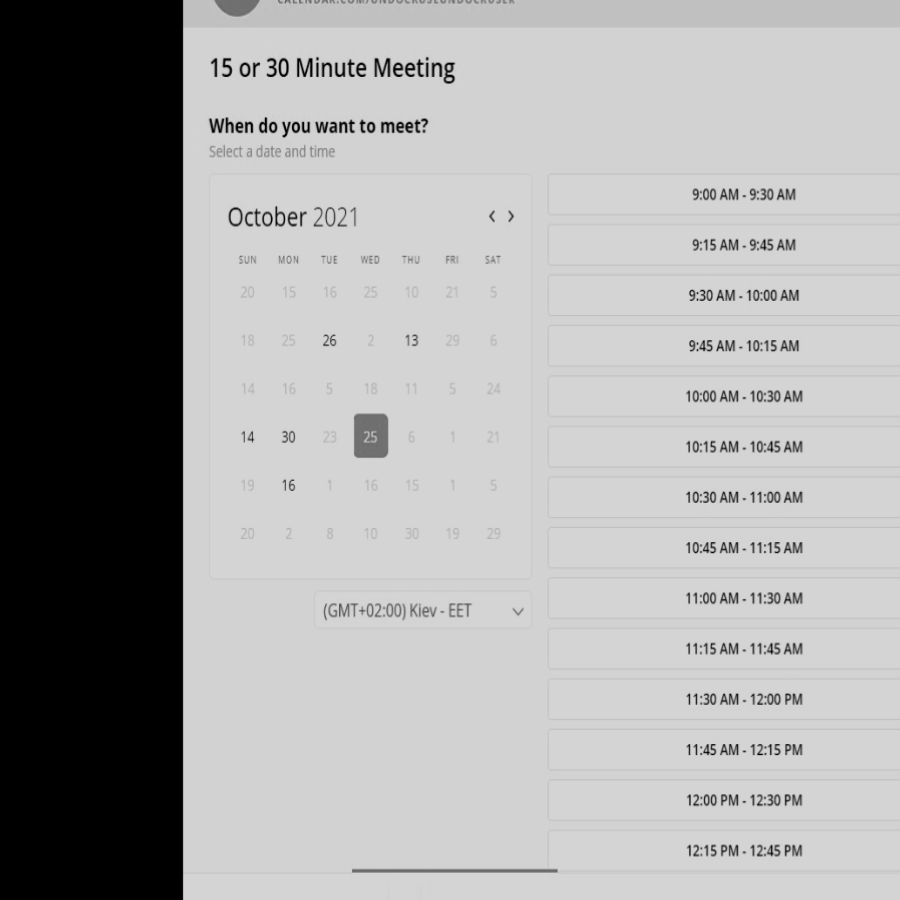 15 or 30 Minute Meeting
When do you want to meet?
Select a date and time
October 2021
SUN MON TUE WED THU FRI SAT
20 15 16 25 10 21 5
18 25 26 2 13 29 6
14 16 5 18 11 5 24
14 30 23 25 6 1 21
19 16 1 16 15 1 5
20 2 8 10 30 19 29
(GMT+02:00) Kiev - EET
9:00 AM - 9:30 AM
9:15 AM - 9:45 AM
9:30 AM - 10:00 AM
9:45 AM - 10:15 AM
10:00 AM - 10:30 AM
10:15 AM - 10:45 AM
10:30 AM - 11:00 AM
10:45 AM - 11:15 AM
11:00 AM - 11:30 AM
11:15 AM - 11:45 AM
11:30 AM - 12:00 PM
11:45 AM - 12:15 PM
12:00 PM - 12:30 PM
12:15 PM - 12:45 PM